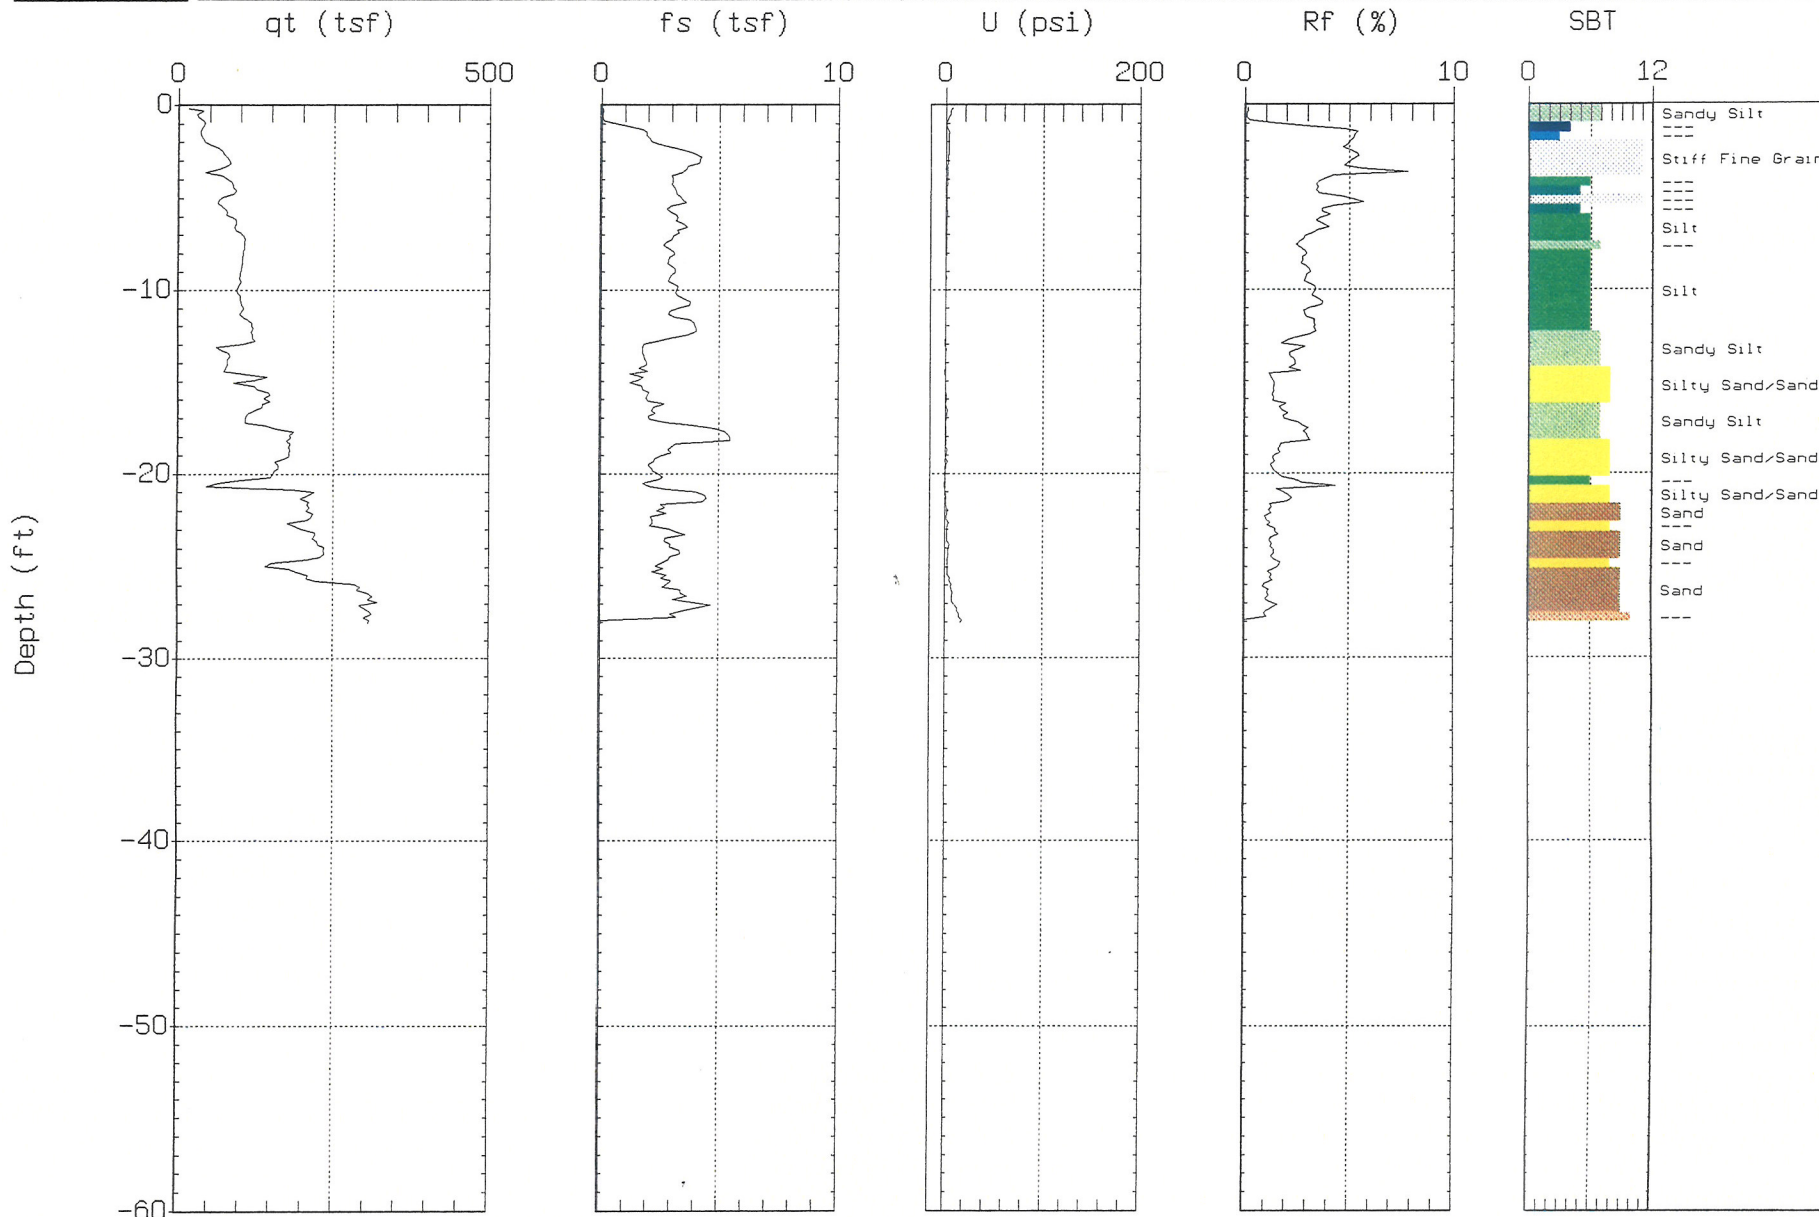 qt (tsf) fs (tsf) U (psi) Rf (%) SBT
0 500 0 10 0 200 0 10 0 12
0
Sandy Silt
---
---
Stiff Fine Grain
---
---
---
---
Silt
---
-10
Silt
Sandy Silt
Silty Sand/Sand
Sandy Silt
Silty Sand/Sand
-20
---
Silty Sand/Sand
Sand
---
Sand
---
Sand
---
Depth (ft)
-30
-40
-50
-60